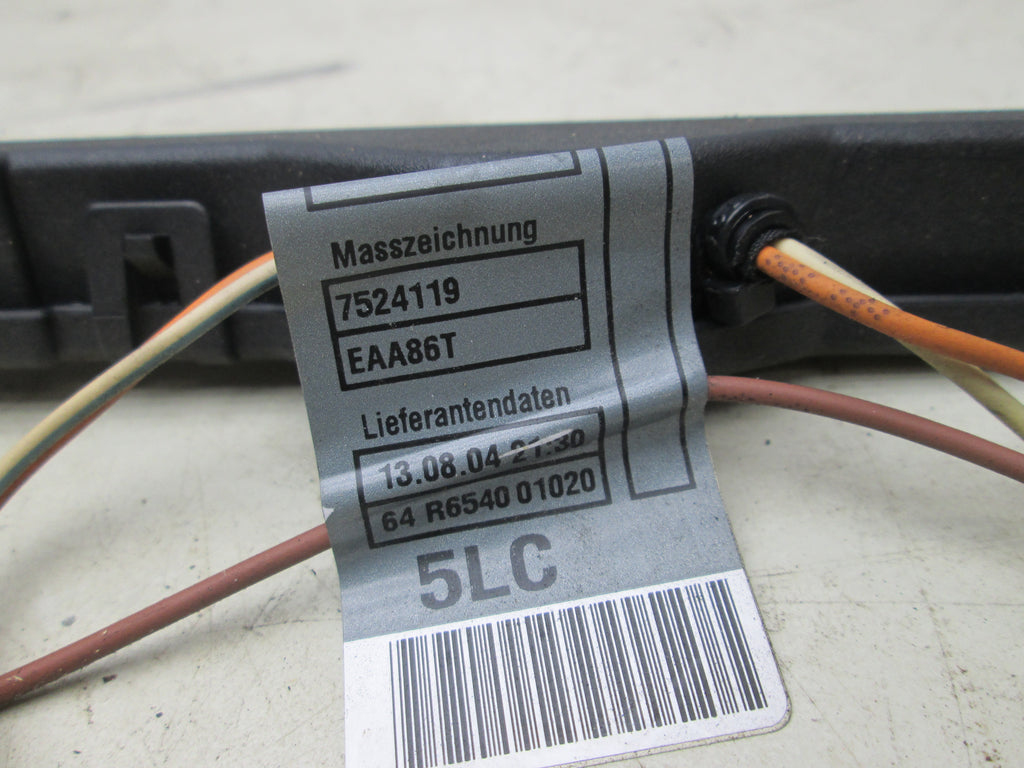 Masszeichnung
7524119
EAA86T
Lieferantendaten
13.08.04 21:30
64 R6540 01020
5LC